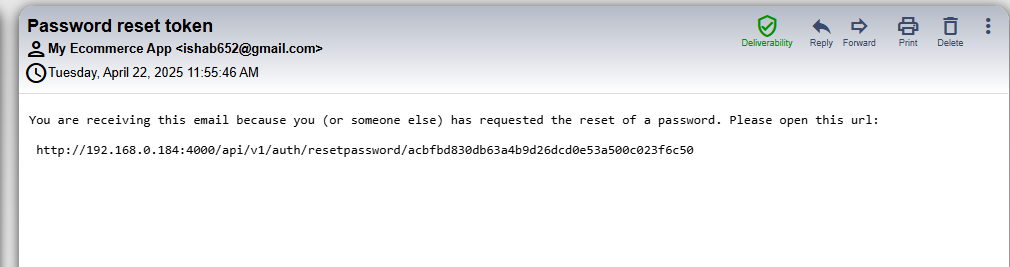 Password reset token
My Ecommerce App <ishab652@gmail.com>
Tuesday, April 22, 2025 11:55:46 AM
Deliverability
Reply
Forward
Print
Delete
You are receiving this email because you (or someone else) has requested the reset of a password. Please open this url:
http://192.168.0.184:4000/api/v1/auth/resetpassword/acbfbd830db63a4b9d26dcd0e53a500c023f6c50